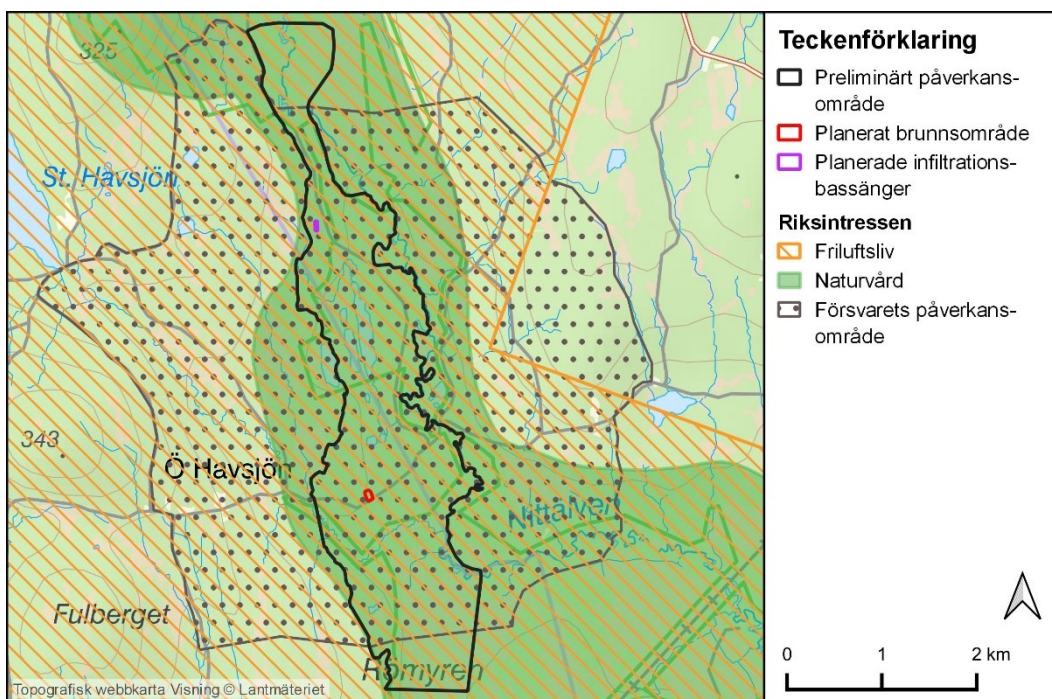 325
St. Havsjön
343
Ö Havsjön
Nittälven
Fulberget
Römyren
Topografisk webbkarta Visning © Lantmäteriet
Teckenförklaring
Preliminärt påverkans-
område
Planerat brunnsområde
Planerade infiltrations-
bassänger
Riksintressen
Friluftsliv
Naturvård
Försvarets påverkans-
område
0 1 2 km